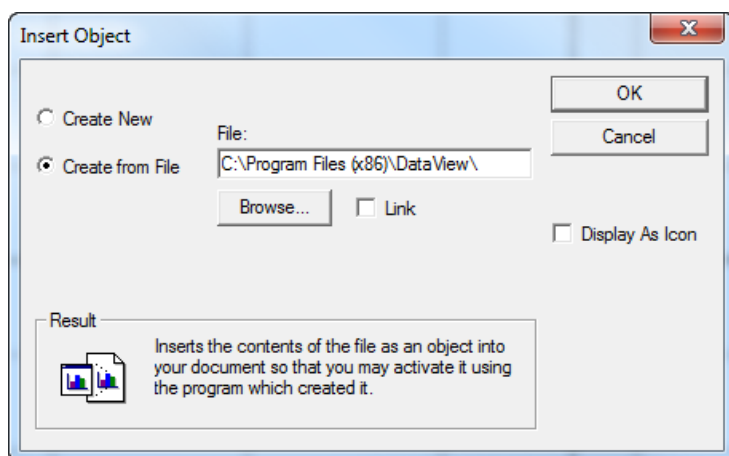 Insert Object
Create New
Create from File
File:
C:\Program Files (x86)\DataView\
Browse...
Link
OK
Cancel
Display As Icon
Result
Inserts the contents of the file as an object into
your document so that you may activate it using
the program which created it.